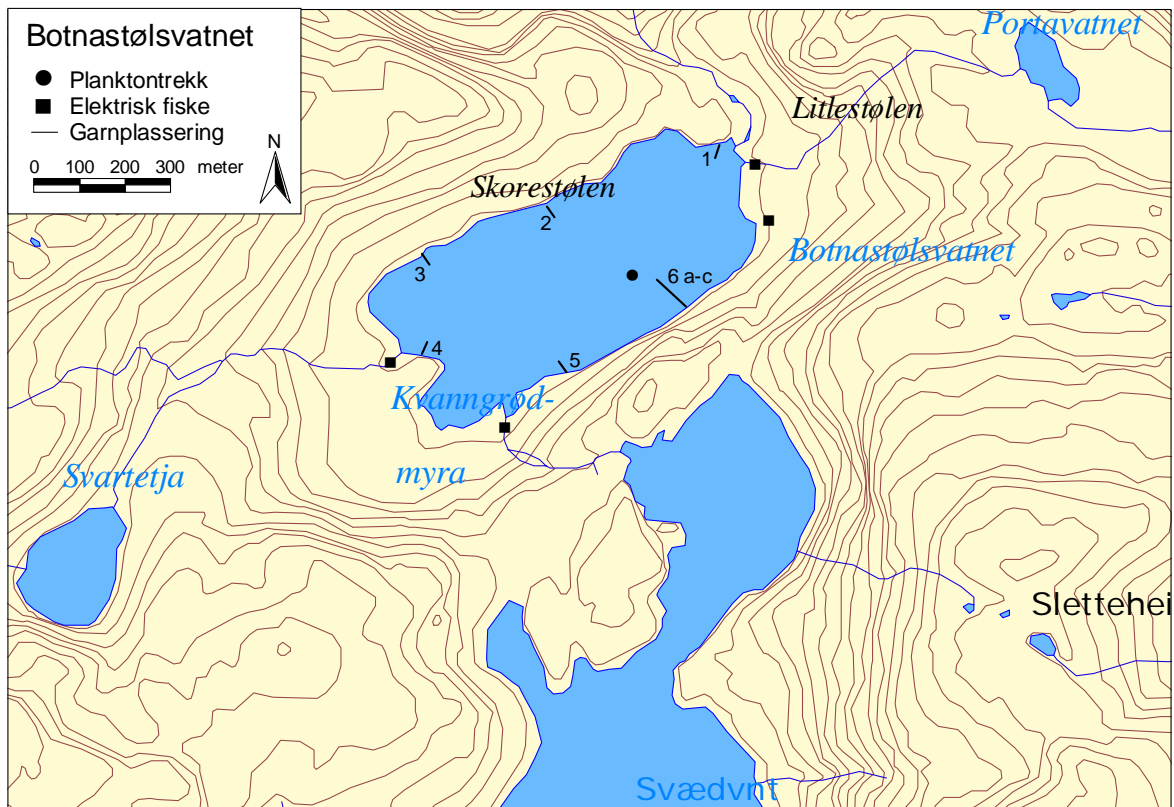 Botnastølsvatnet
Planktontrekk
Elektrisk fiske
Garnplassering
N
0 100 200 300 meter
Portavatnet
Litlestølen
1
Skorestølen
2
Botnastølsvatnet
3
6 a-c
4
5
Kvanngrød-
myra
Svartetja
Slettehei
Svædvnt